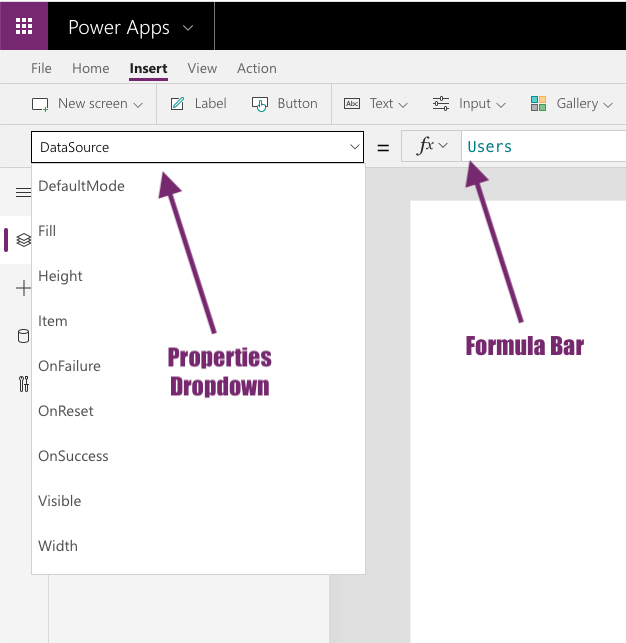 Power Apps
File Home Insert View Action
New screen Label Button Abc Text Input Gallery
DataSource = fx Users
DefaultMode
Fill
Height
Item
OnFailure
OnReset
OnSuccess
Visible
Width
Properties
Dropdown
Formula Bar